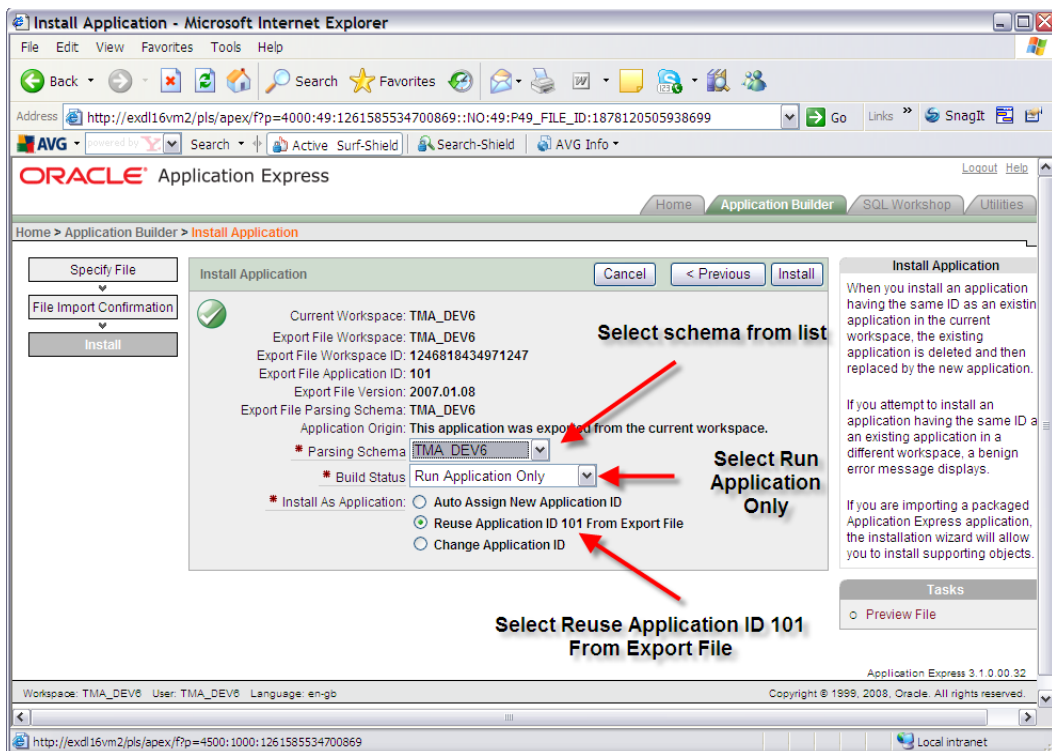 Install Application - Microsoft Internet Explorer
File Edit View Favorites Tools Help
Back Search Favorites
Address http://exdl16vm2/pls/apex/f?p=4000:49:1261585534700869::NO:49:P49_FILE_ID:1878120505938699 Go Links » SnagIt
AVG powered by Y! Search Active Surf-Shield Search-Shield AVG Info
ORACLE Application Express
Logout Help
Home Application Builder SQL Workshop Utilities
Home > Application Builder > Install Application
Specify File
File Import Confirmation
Install
Install Application
Cancel < Previous Install
Current Workspace: TMA_DEV6
Export File Workspace: TMA_DEV6
Export File Workspace ID: 1246818434971247
Export File Application ID: 101
Export File Version: 2007.01.08
Export File Parsing Schema: TMA_DEV6
Application Origin: This application was exported from the current workspace.
* Parsing Schema TMA_DEV6
* Build Status Run Application Only
* Install As Application: Auto Assign New Application ID
Reuse Application ID 101 From Export File
Change Application ID
Select schema from list
Select Run
Application
Only
Select Reuse Application ID 101
From Export File
Install Application
When you install an application
having the same ID as an existin
application in the current
workspace, the existing
application is deleted and then
replaced by the new application.
If you attempt to install an
application having the same ID a
an existing application in a
different workspace, a benign
error message displays.
If you are importing a packaged
Application Express application,
the installation wizard will allow
you to install supporting objects.
Tasks
Preview File
Application Express 3.1.0.00.32
Workspace: TMA_DEV6 User: TMA_DEV6 Language: en-gb
Copyright © 1999, 2008, Oracle. All rights reserved.
http://exdl16vm2/pls/apex/f?p=4500:1000:1261585534700869
Local intranet